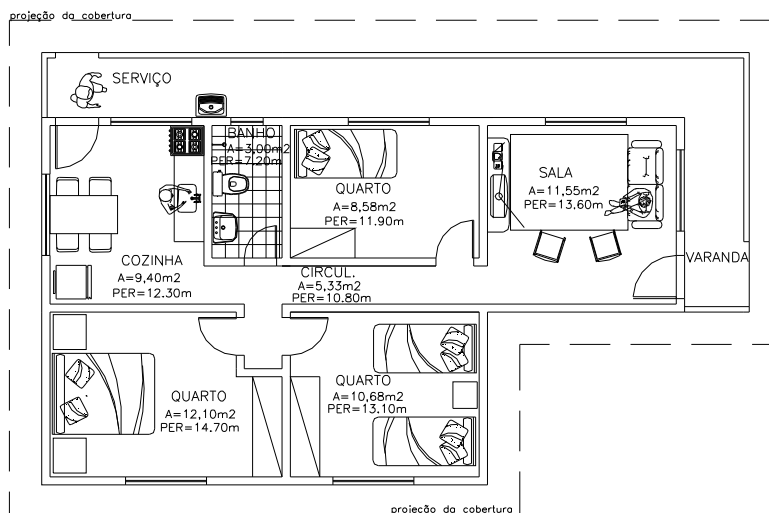 projeção da cobertura
SERVIÇO
BANHO
A=3,00m2
PER=7.20m
QUARTO
A=8,58m2
PER=11.90m
SALA
A=11,55m2
PER=13.60m
COZINHA
A=9,40m2
PER=12.30m
CIRCUL.
A=5,33m2
PER=10.80m
VARANDA
QUARTO
A=12,10m2
PER=14.70m
QUARTO
A=10,68m2
PER=13.10m
projeção da cobertura